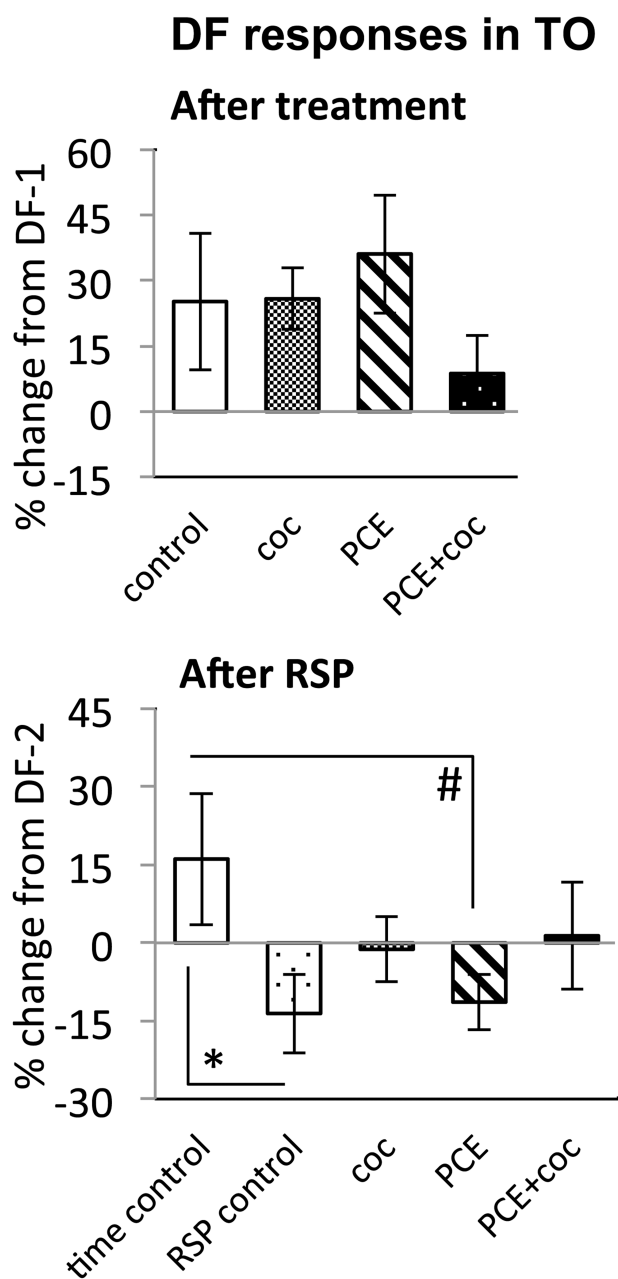 DF responses in TO
After treatment
% change from DF-1
60
45
30
15
0
-15
control
coc
PCE
PCE+coc
After RSP
% change from DF-2
45
30
15
0
-15
-30
#
*
time control
RSP control
coc
PCE
PCE+coc